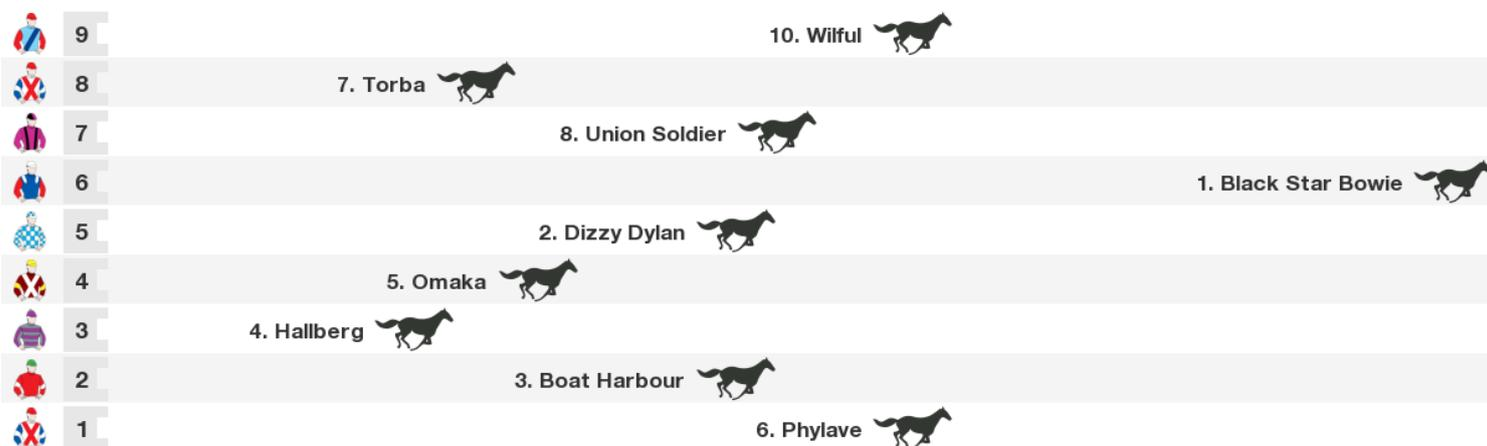 9 10. Wilful
8 7. Torba
7 8. Union Soldier
6 1. Black Star Bowie
5 2. Dizzy Dylan
4 5. Omaka
3 4. Hallberg
2 3. Boat Harbour
1 6. Phylave